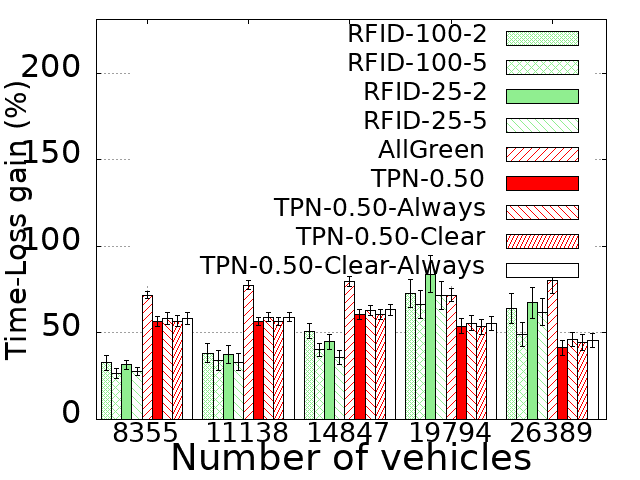 Time-Loss gain (%)
200
150
100
50
0
RFID-100-2
RFID-100-5
RFID-25-2
RFID-25-5
AllGreen
TPN-0.50
TPN-0.50-Always
TPN-0.50-Clear
TPN-0.50-Clear-Always
8355 11138 14847 19794 26389
Number of vehicles